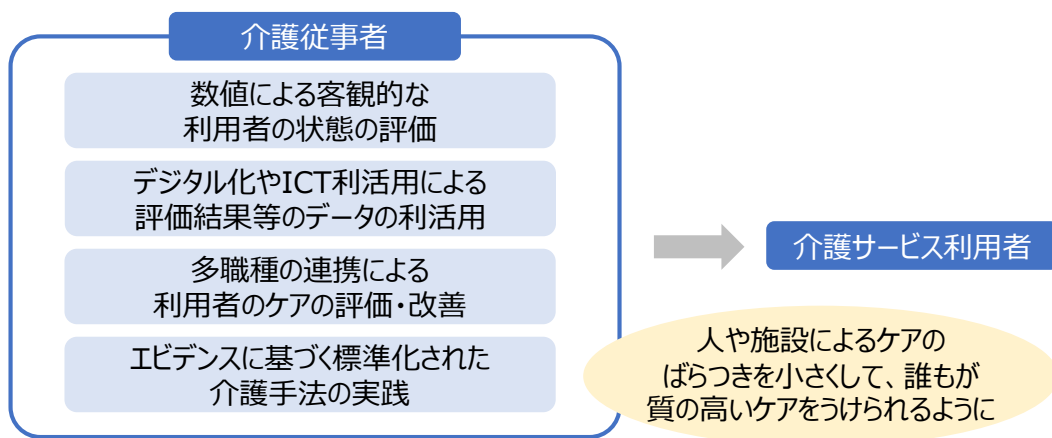 介護従事者
数値による客観的な
利用者の状態の評価
デジタル化やICT利活用による
評価結果等のデータの利活用
多職種の連携による
利用者のケアの評価・改善
エビデンスに基づく標準化された
介護手法の実践
介護サービス利用者
人や施設によるケアの
ばらつきを小さくして、誰もが
質の高いケアをうけられるように